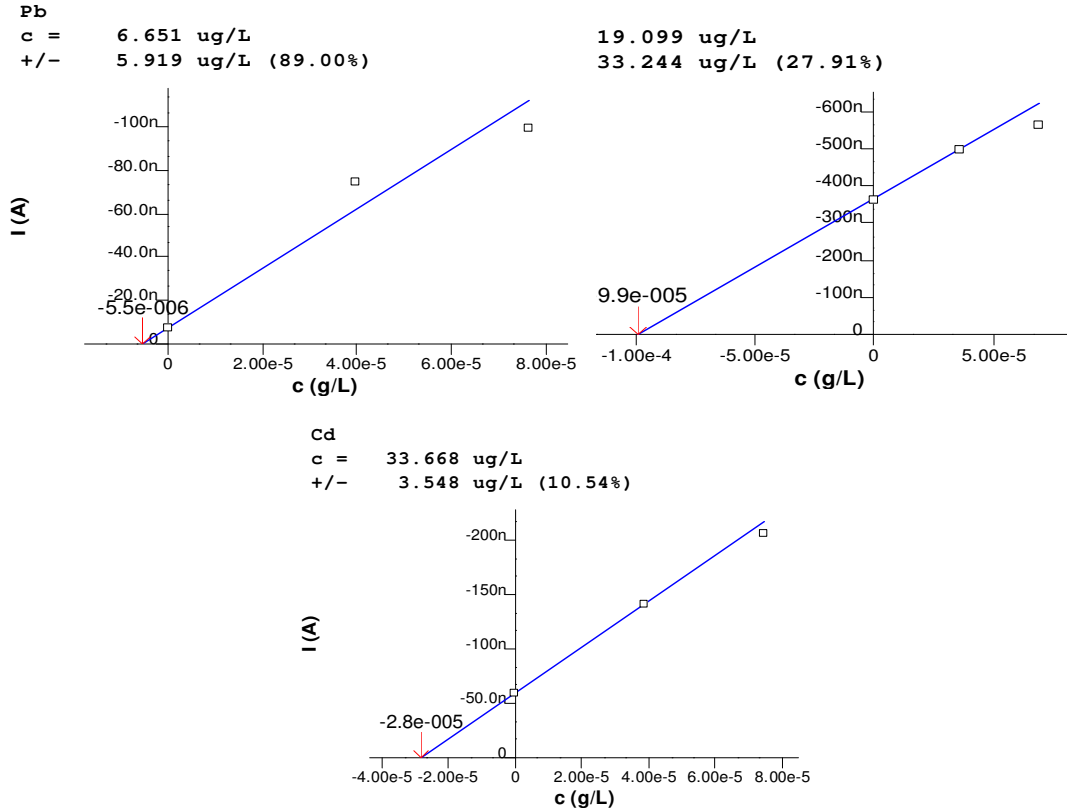 Pb
c = 6.651 ug/L
+/- 5.919 ug/L (89.00%)
19.099 ug/L
33.244 ug/L (27.91%)
I (A)
-100n
-80.0n
-60.0n
-40.0n
-20.0n
-5.5e-006
0
0 2.00e-5 4.00e-5 6.00e-5 8.00e-5
c (g/L)
-600n
-500n
-400n
-300n
-200n
-100n
9.9e-005
0
-1.00e-4 -5.00e-5 0 5.00e-5
c (g/L)
Cd
c = 33.668 ug/L
+/- 3.548 ug/L (10.54%)
I (A)
-200n
-150n
-100n
-50.0n
-2.8e-005
0
-4.00e-5 -2.00e-5 0 2.00e-5 4.00e-5 6.00e-5 8.00e-5
c (g/L)